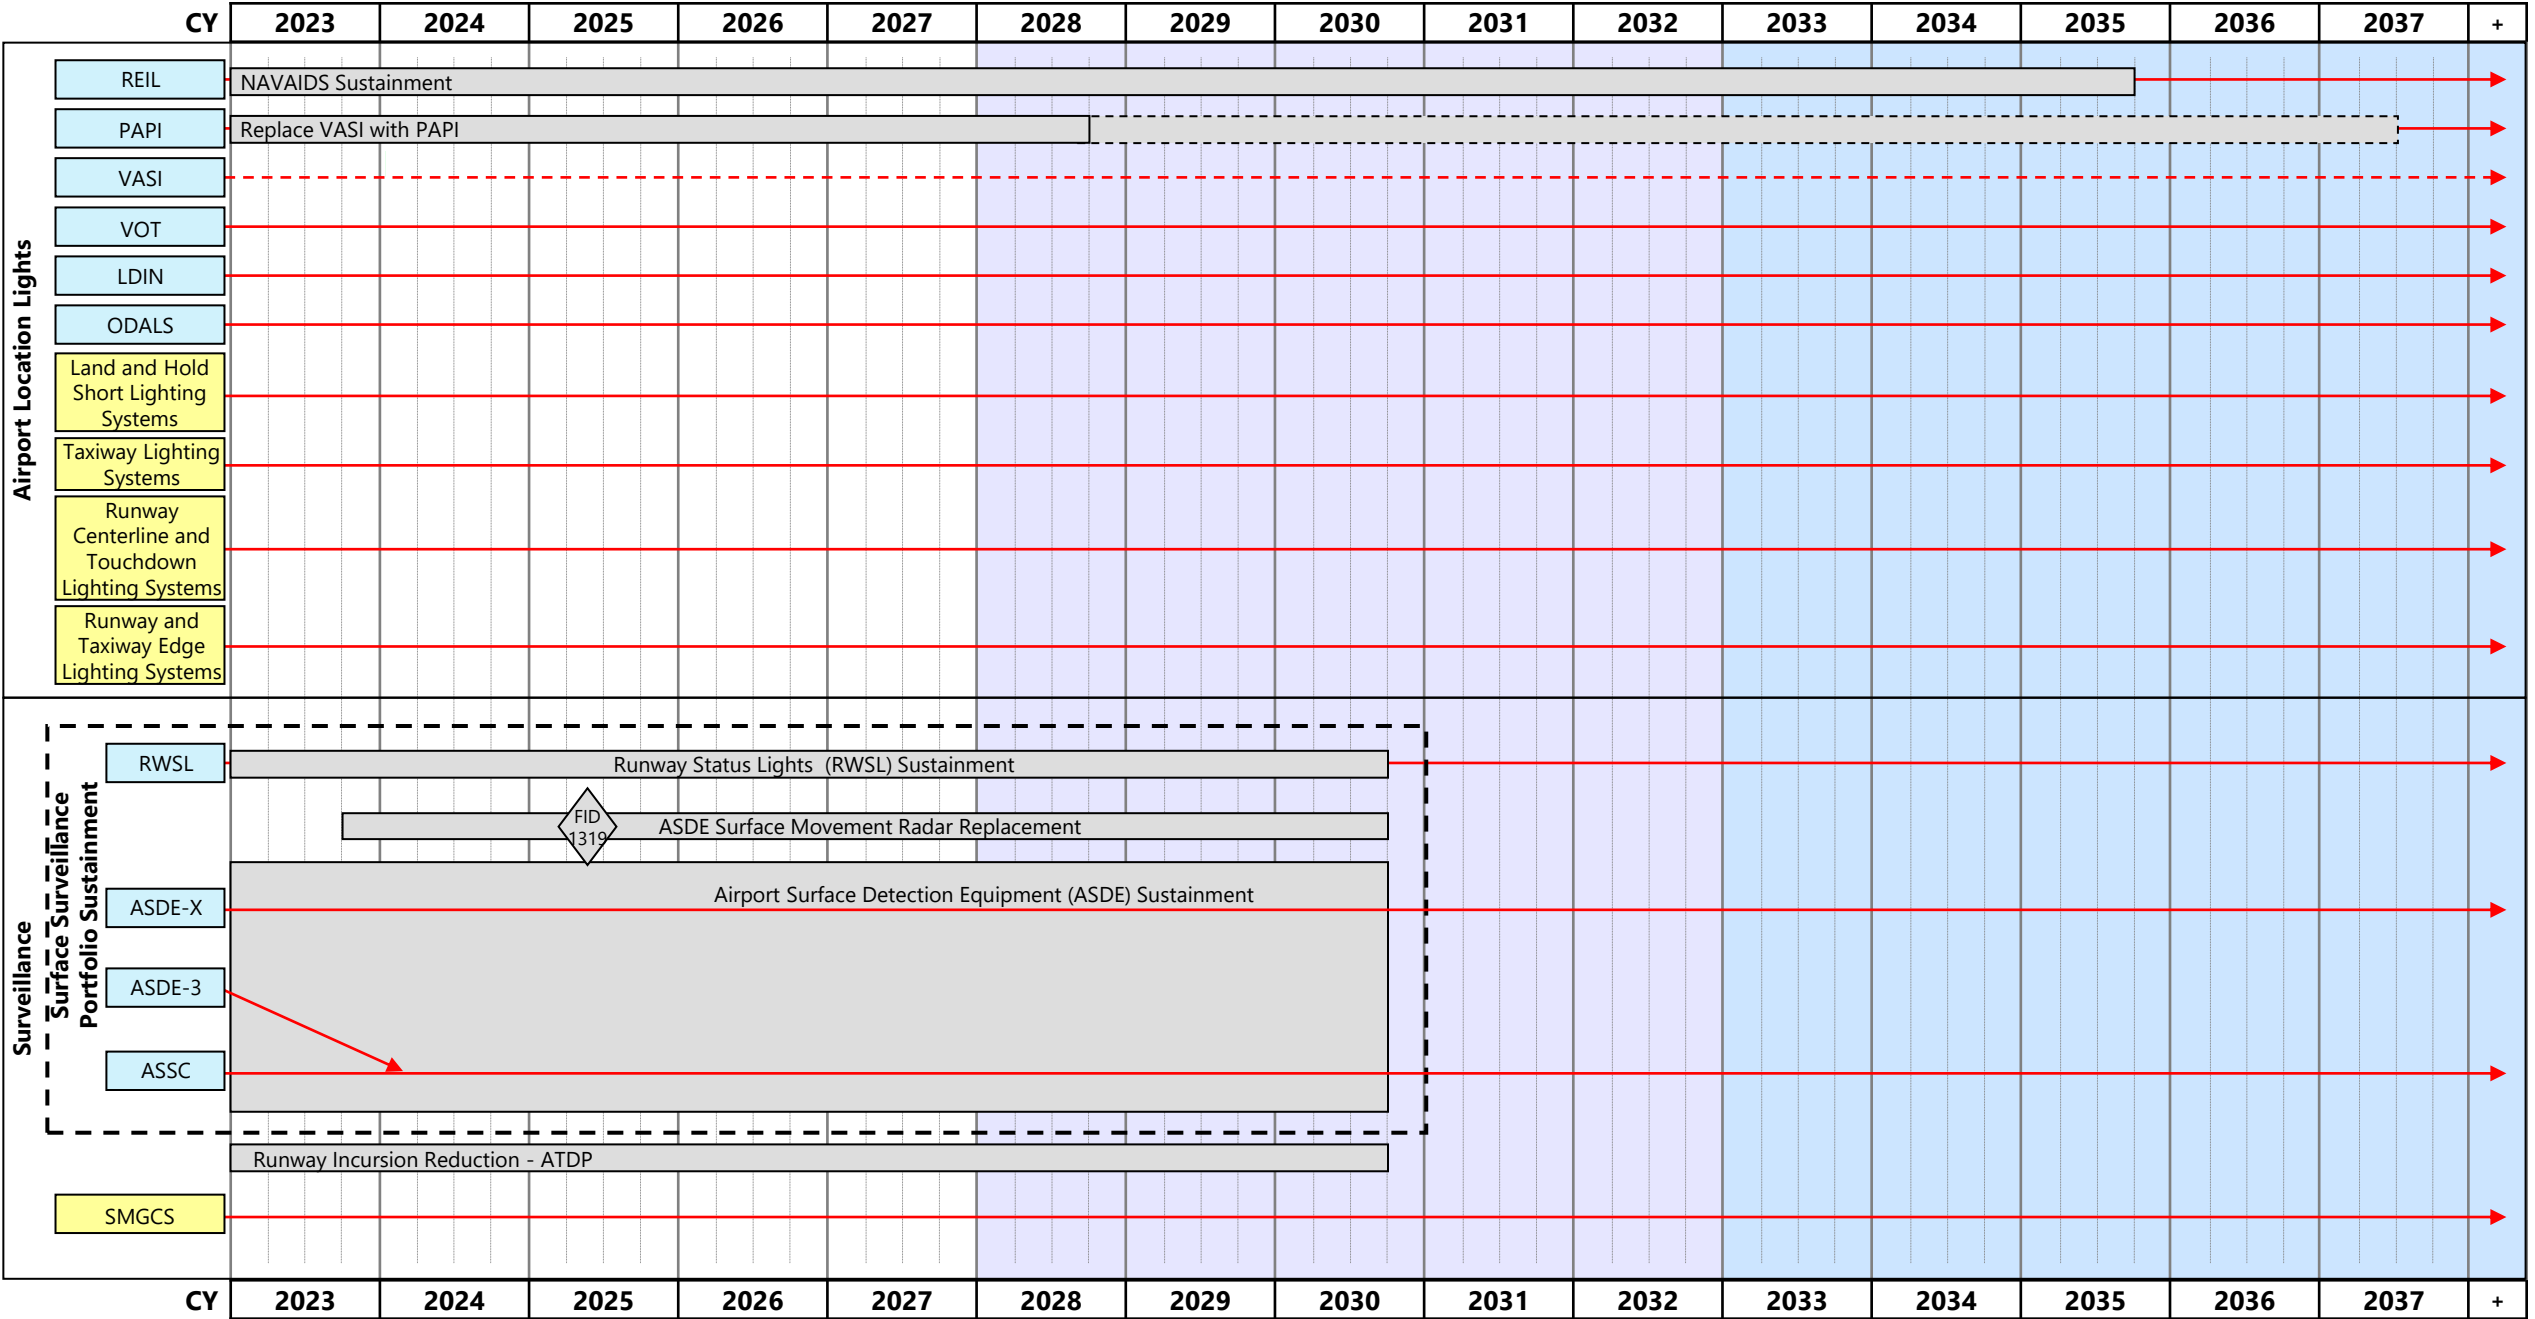 CY 2023 2024 2025 2026 2027 2028 2029 2030 2031 2032 2033 2034 2035 2036 2037 +
Airport Location Lights
REIL
NAVAIDS Sustainment
PAPI
Replace VASI with PAPI
VASI
VOT
LDIN
ODALS
Land and Hold
Short Lighting
Systems
Taxiway Lighting
Systems
Runway
Centerline and
Touchdown
Lighting Systems
Runway and
Taxiway Edge
Lighting Systems
Surveillance
Surface Surveillance
Portfolio Sustainment
RWSL
Runway Status Lights (RWSL) Sustainment
FID
1319
ASDE Surface Movement Radar Replacement
Airport Surface Detection Equipment (ASDE) Sustainment
ASDE-X
ASDE-3
ASSC
Runway Incursion Reduction - ATDP
SMGCS
CY 2023 2024 2025 2026 2027 2028 2029 2030 2031 2032 2033 2034 2035 2036 2037 +